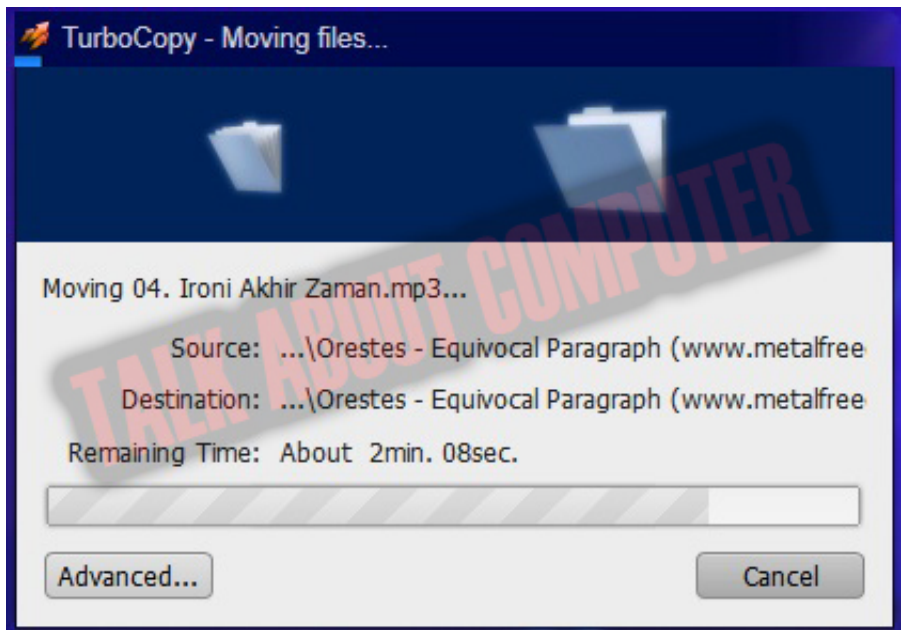 TurboCopy - Moving files...
Moving 04. Ironi Akhir Zaman.mp3...
Source: ...\Orestes - Equivocal Paragraph (www.metalfree
Destination: ...\Orestes - Equivocal Paragraph (www.metalfree
Remaining Time: About 2min. 08sec.
Advanced... Cancel
TALK ABOUT COMPUTER